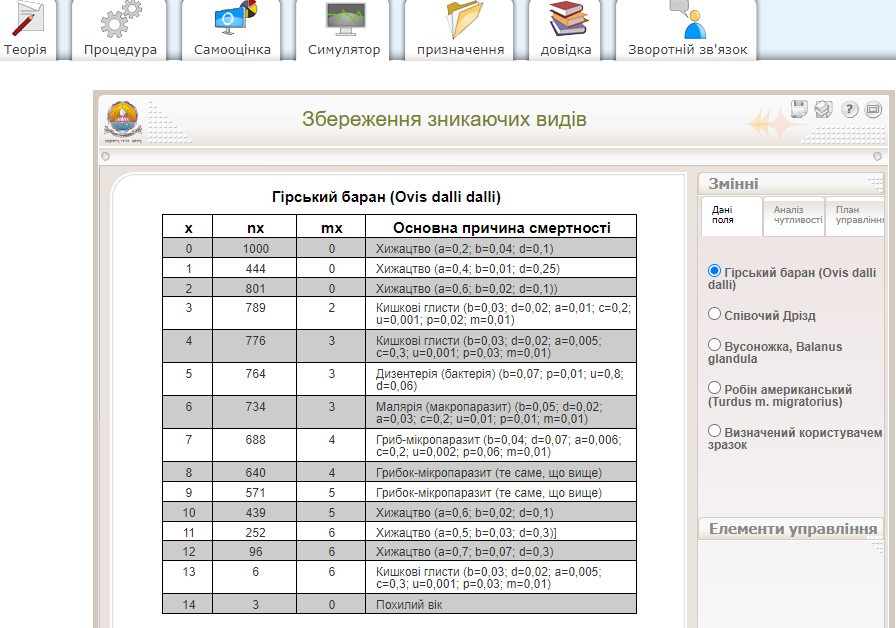 Теорія Процедура Самооцінка Симулятор призначення довідка Зворотній зв'язок
Збереження зникаючих видів
Гірський баран (Ovis dalli dalli)
x nx mx Основна причина смертності
0 1000 0 Хижацтво (a=0,2; b=0,04; d=0,1)
1 444 0 Хижацтво (a=0,4; b=0,01; d=0,25)
2 801 0 Хижацтво (a=0,6; b=0,02; d=0,1))
3 789 2 Кишкові глисти (b=0,03; d=0,02; a=0,01; c=0,2;
u=0,001; p=0,02; m=0,01)
4 776 3 Кишкові глисти (b=0,03; d=0,02; a=0,005;
c=0,3; u=0,001; p=0,03; m=0,01)
5 764 3 Дизентерія (бактерія) (b=0,07; p=0,01; u=0,8;
d=0,06)
6 734 3 Малярія (макропаразит) (b=0,05; d=0,02;
a=0,03; c=0,2; u=0,01; p=0,01; m=0,01)
7 688 4 Гриб-мікропаразит (b=0,04; d=0,07; a=0,006;
c=0,2; u=0,002; p=0,06; m=0,01)
8 640 4 Грибок-мікропаразит (те саме, що вище)
9 571 5 Грибок-мікропаразит (те саме, що вище)
10 439 5 Хижацтво (a=0,6; b=0,02; d=0,1)
11 252 6 Хижацтво (a=0,5; b=0,03; d=0,3)]
12 96 6 Хижацтво (a=0,7; b=0,07; d=0,3)
13 6 6 Кишкові глисти (b=0,03; d=0,02; a=0,005;
c=0,3; u=0,001; p=0,03; m=0,01)
14 3 0 Похилий вік
Змінні
Дані
поля
Аналіз
чутливості
План
управління
Гірський баран (Ovis dalli
dalli)
Співочий Дрізд
Вусоножка, Balanus
glandula
Робін американський
(Turdus m. migratorius)
Визначений користувачем
зразок
Елементи управління